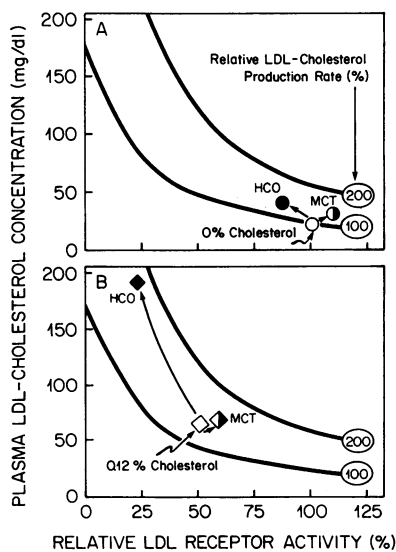 PLASMA LDL-CHOLESTEROL CONCENTRATION (mg/dl)
200
150
100
50
0
A
Relative LDL-Cholesterol
Production Rate (%)
HCO
MCT
200
100
0% Cholesterol
200
150
100
50
0
B
HCO
MCT
0.12 % Cholesterol
200
100
0
25
50
75
100
125
RELATIVE LDL RECEPTOR ACTIVITY (%)